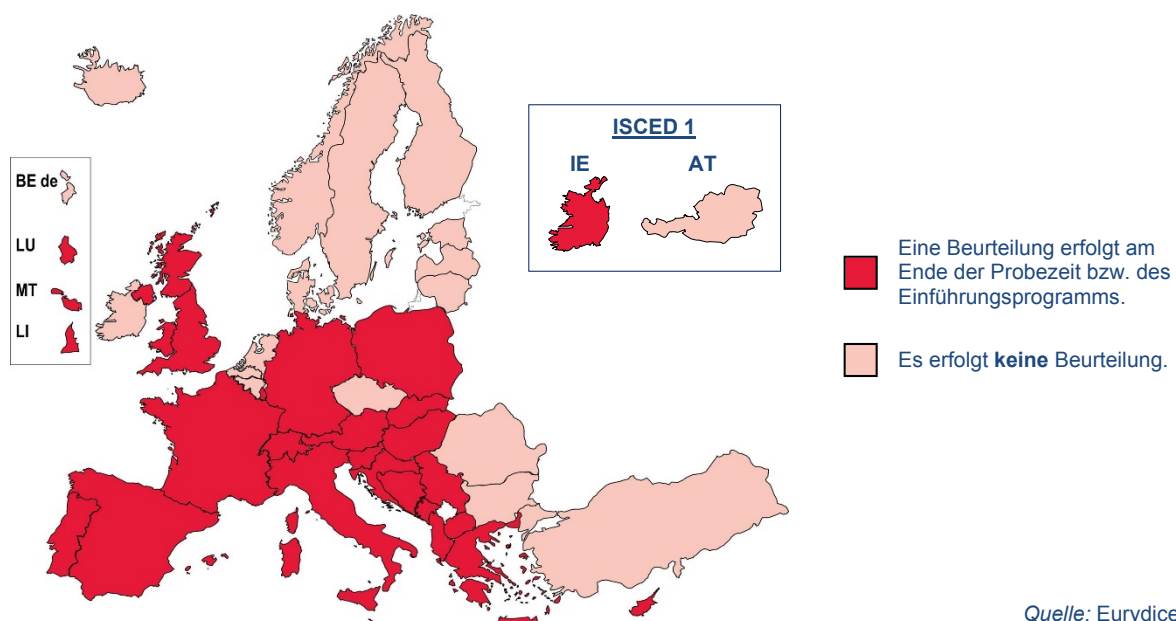 ISCED 1
IE AT
BE de
LU
MT
LI
Eine Beurteilung erfolgt am
Ende der Probezeit bzw. des
Einführungsprogramms.
Es erfolgt keine Beurteilung.
Quelle: Eurydice